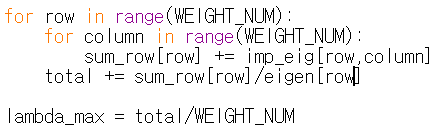 for row in range(WEIGHT_NUM):
    for column in range(WEIGHT_NUM):
        sum_row[row] += imp_eig[row,column]
    total += sum_row[row]/eigen[row]

lambda_max = total/WEIGHT_NUM